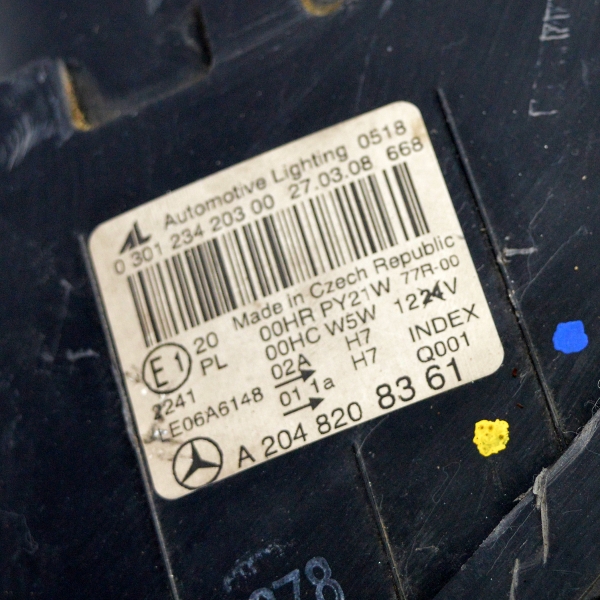 AL Automotive Lighting 0518
0 301 234 203 00 27.03.08 668
Made in Czech Republic
E1 20 00HR PY21W 77R-00
PL 00HC W5W 1224V
02A H7 INDEX
2241 01 1a H7 Q001
E06A6148
A 204 820 83 61